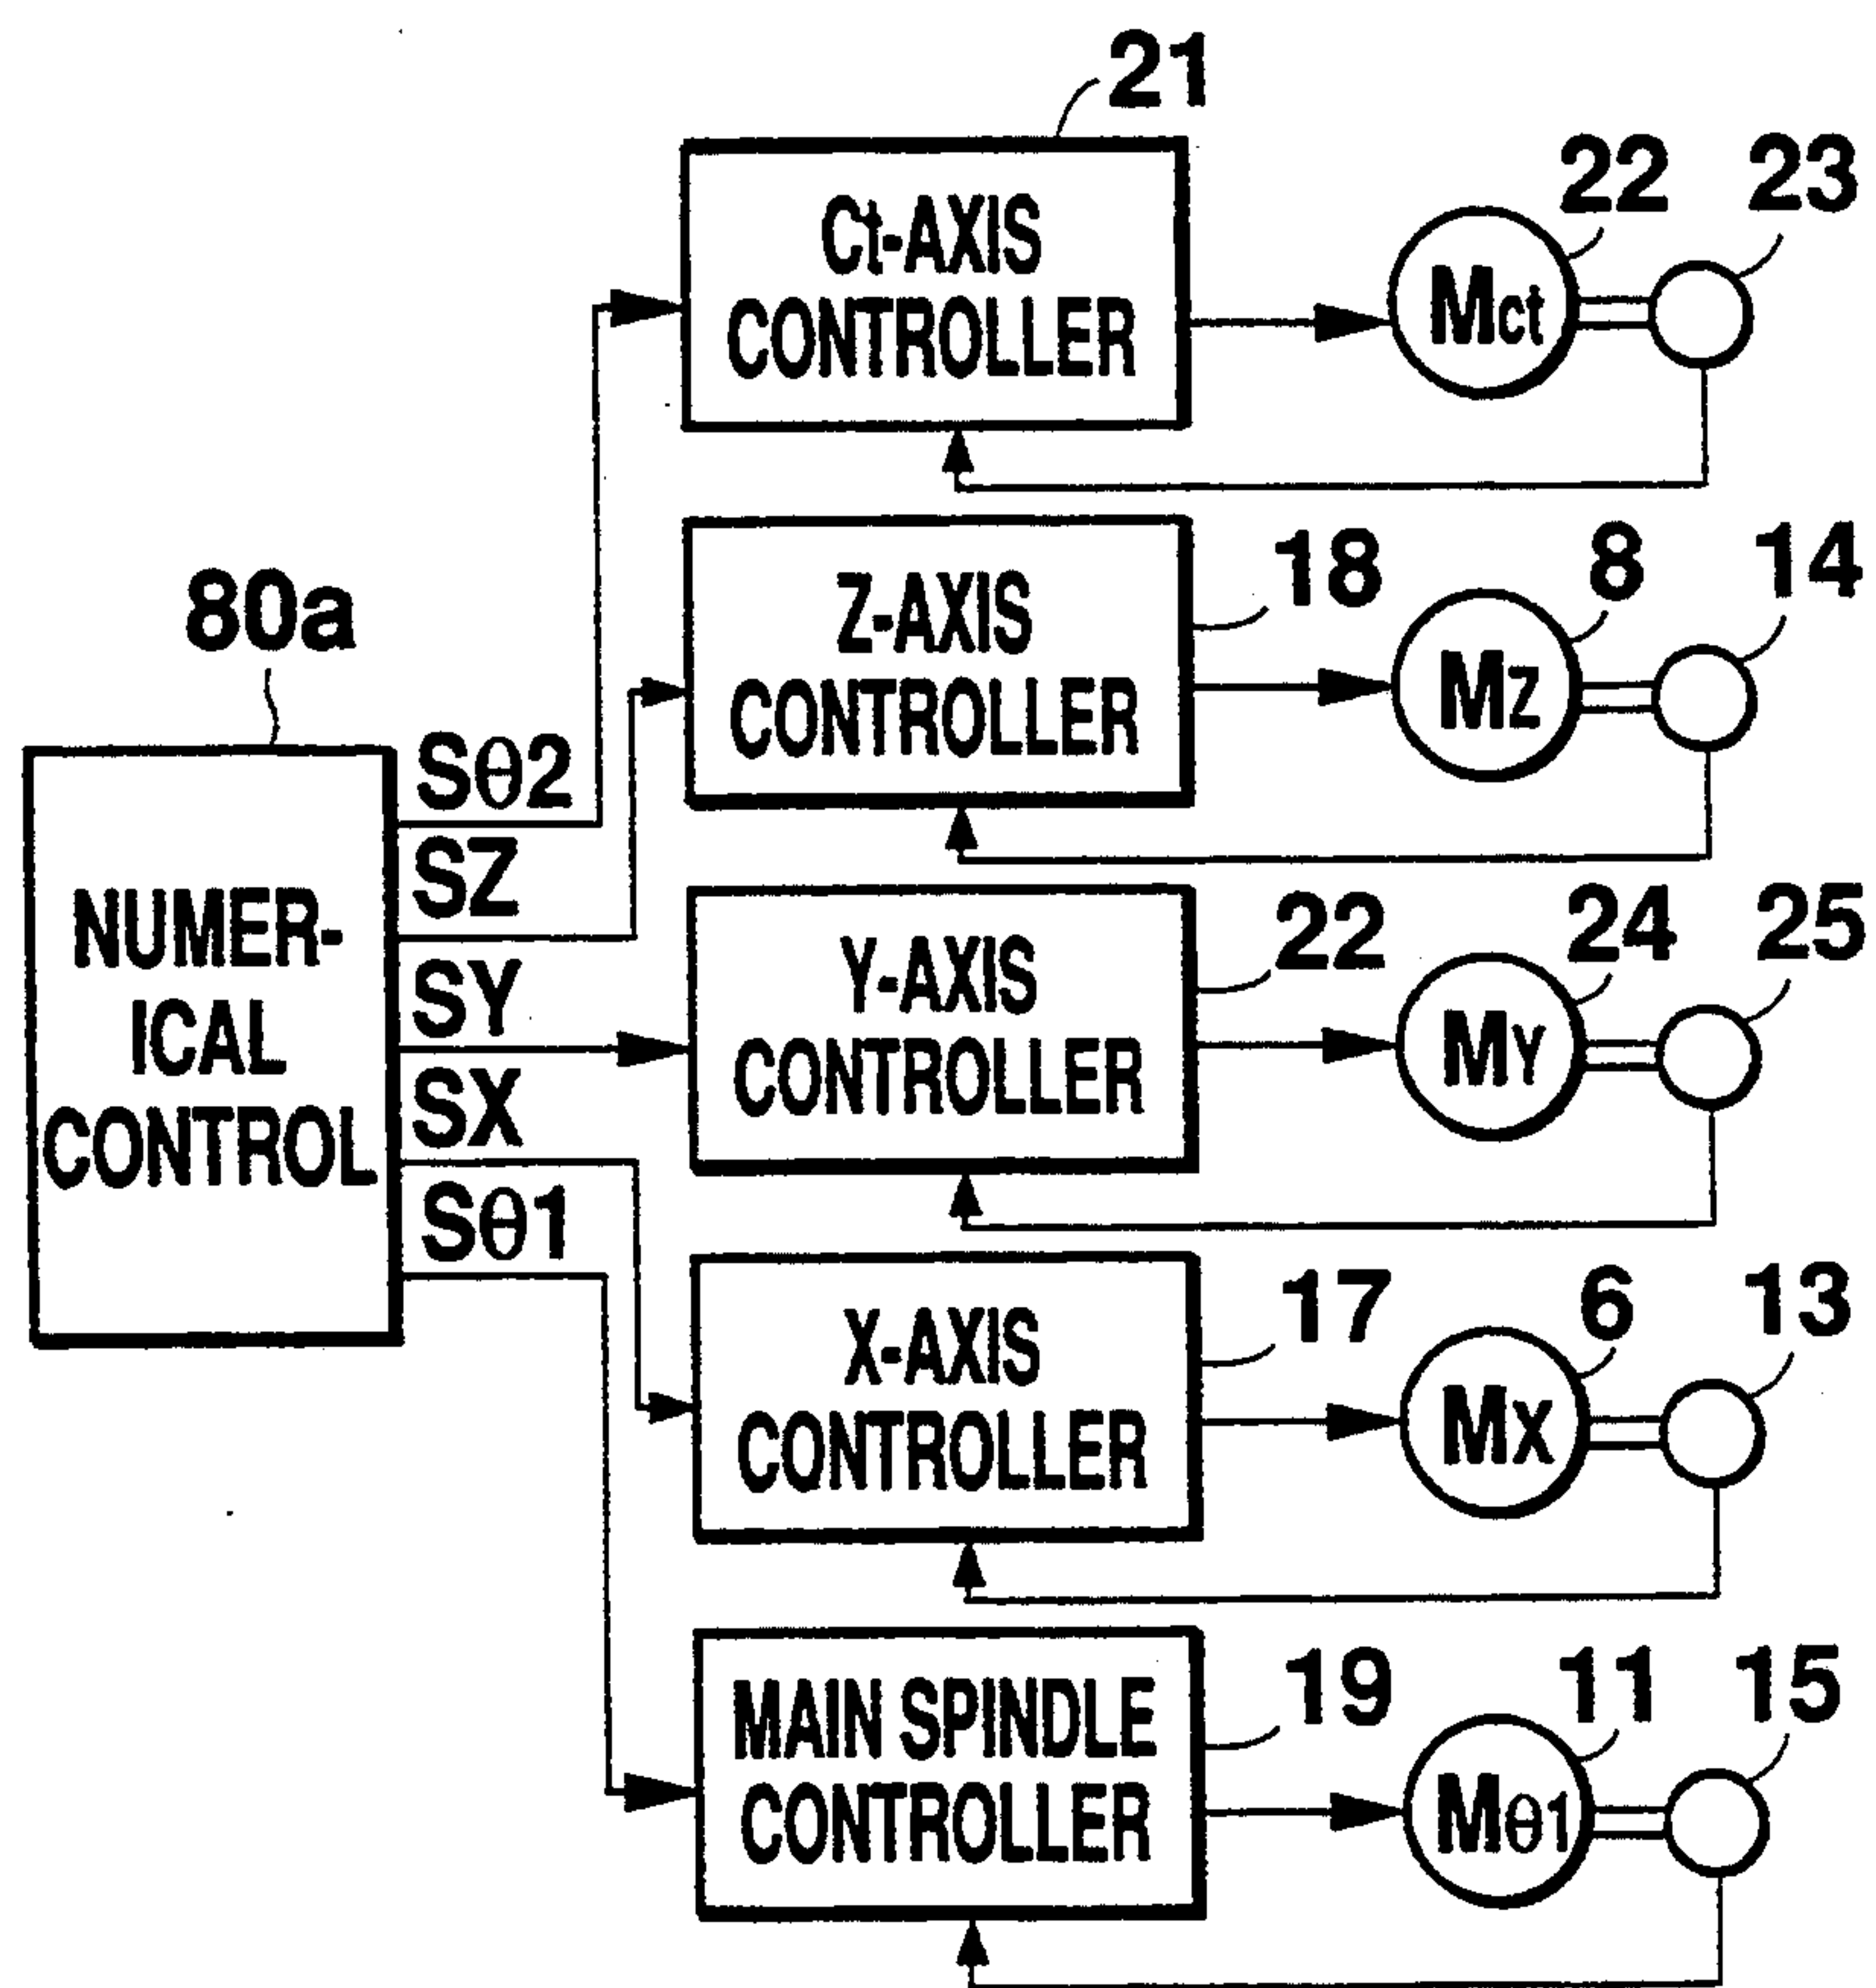 21
Ct-AXIS
CONTROLLER
22
23
Mct
80a
NUMER-
ICAL
CONTROL
Sθ2
SZ
SY
SX
Sθ1
Z-AXIS
CONTROLLER
18
8
14
MZ
Y-AXIS
CONTROLLER
22
24
25
MY
X-AXIS
CONTROLLER
17
6
13
MX
MAIN SPINDLE
CONTROLLER
19
11
15
Mθ1